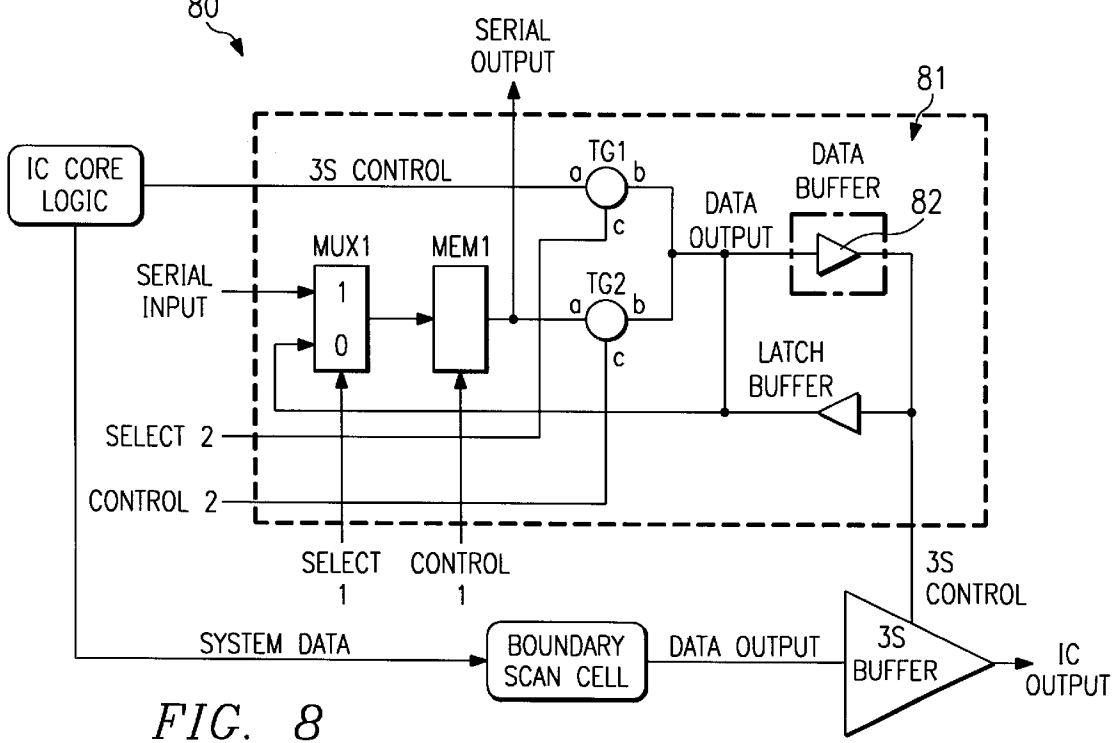 80
SERIAL
OUTPUT
81
IC CORE
LOGIC
3S CONTROL
TG1
a
b
c
DATA
BUFFER
82
DATA
OUTPUT
MUX1
MEM1
SERIAL
INPUT
1
0
TG2
a
b
c
LATCH
BUFFER
SELECT 2
CONTROL 2
SELECT
1
CONTROL
1
3S
CONTROL
SYSTEM DATA
BOUNDARY
SCAN CELL
DATA OUTPUT
3S
BUFFER
IC
OUTPUT
FIG. 8